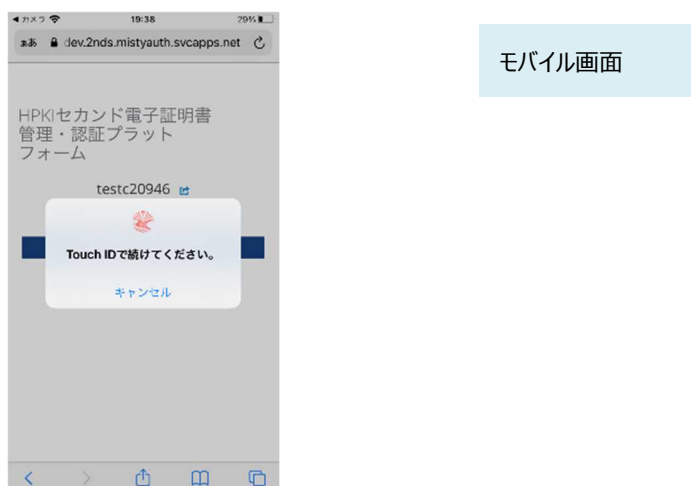 ◀カメラ 19:38 29%
ぁあ dev.2nds.mistyauth.svcapps.net
モバイル画面
HPKIセカンド電子証明書
管理・認証プラット
フォーム
testc20946
Touch IDで続けてください。
キャンセル